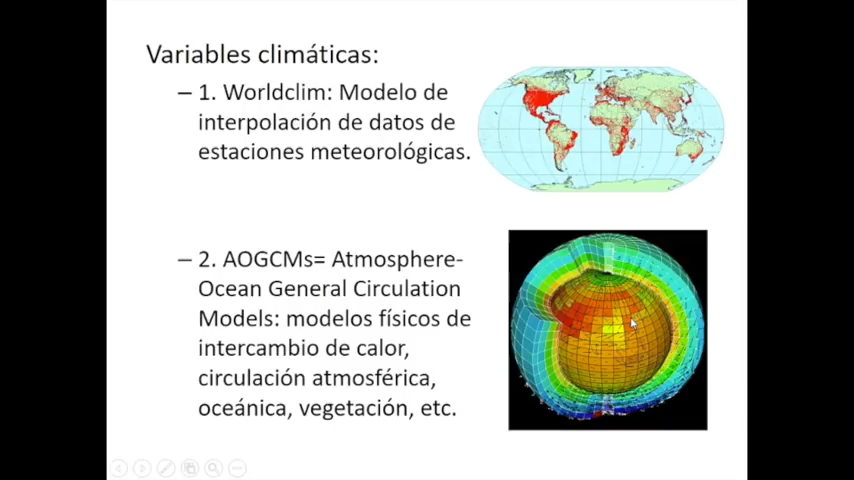 Variables climáticas:
– 1. Worldclim: Modelo de
interpolación de datos de
estaciones meteorológicas.
– 2. AOGCMs= Atmosphere-
Ocean General Circulation
Models: modelos físicos de
intercambio de calor,
circulación atmosférica,
oceánica, vegetación, etc.